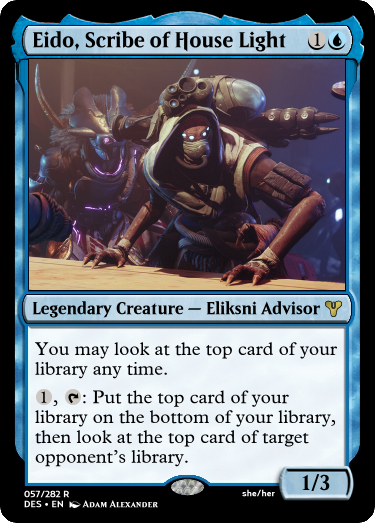 Eido, Scribe of House Light 1
Legendary Creature — Eliksni Advisor
You may look at the top card of your
library any time.
1, : Put the top card of your
library on the bottom of your library,
then look at the top card of target
opponent's library.
1/3
057/282 R
DES • EN Adam Alexander
she/her